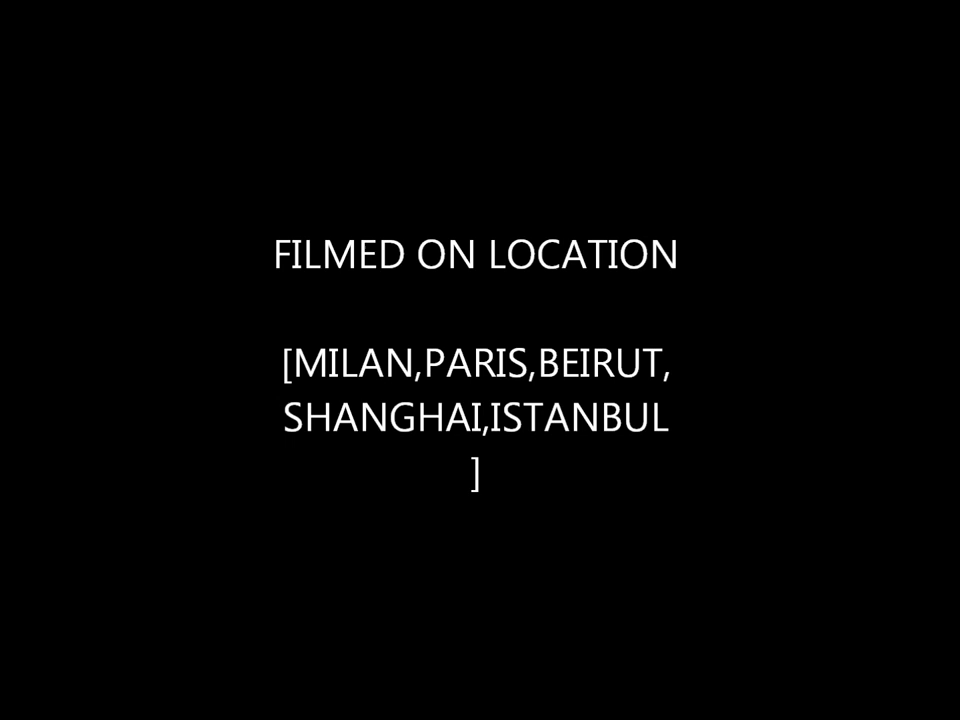 FILMED ON LOCATION
[MILAN,PARIS,BEIRUT,
SHANGHAI,ISTANBUL
]